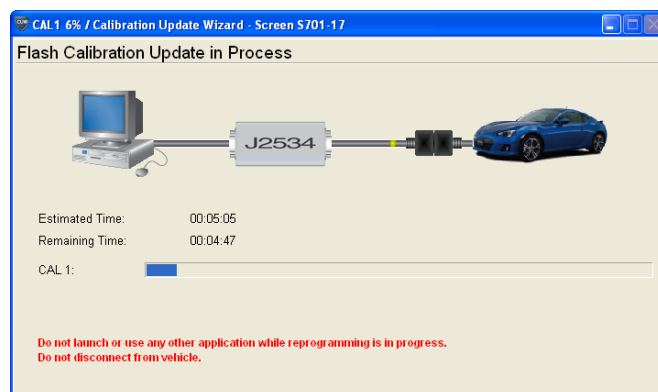 CAL1 6% / Calibration Update Wizard - Screen S701-17
Flash Calibration Update in Process
J2534
Estimated Time: 00:05:05
Remaining Time: 00:04:47
CAL 1:
Do not launch or use any other application while reprogramming is in progress.
Do not disconnect from vehicle.